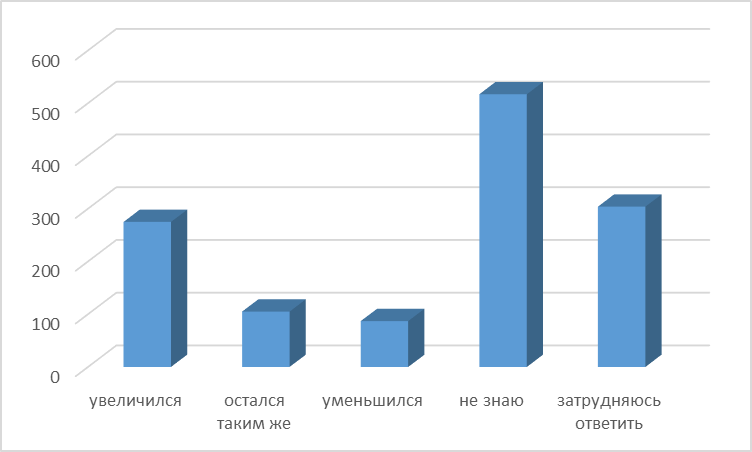 600
500
400
300
200
100
0
увеличился
остался
таким же
уменьшился
не знаю
затрудняюсь
ответить